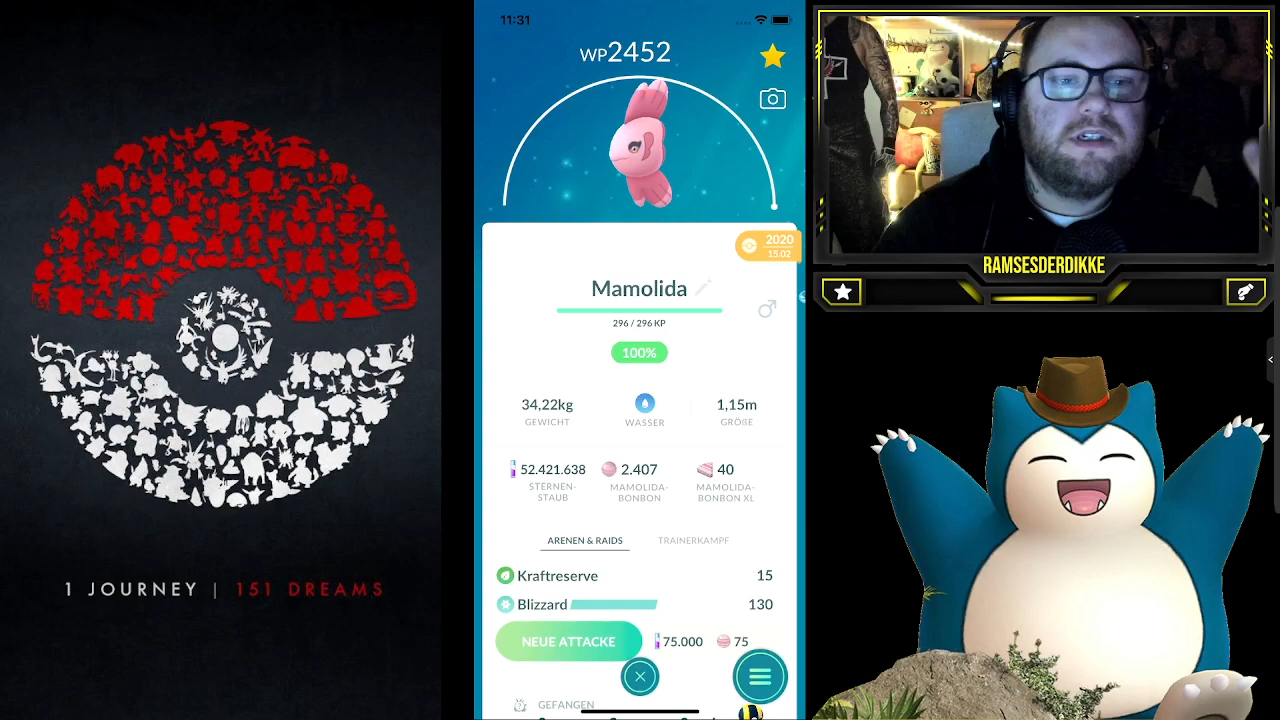 1 JOURNEY | 151 DREAMS
11:31
WP2452
2020
15.02
Mamolida
296 / 296 KP
100%
34,22kg
GEWICHT
WASSER
1,15m
GRÖßE
52.421.638
STERNEN-
STAUB
2.407
MAMOLIDA-
BONBON
40
MAMOLIDA-
BONBON XL
ARENEN & RAIDS
TRAINERKAMPF
Kraftreserve 15
Blizzard 130
NEUE ATTACKE 75.000 75
GEFANGEN
RAMSESDERDIKKE